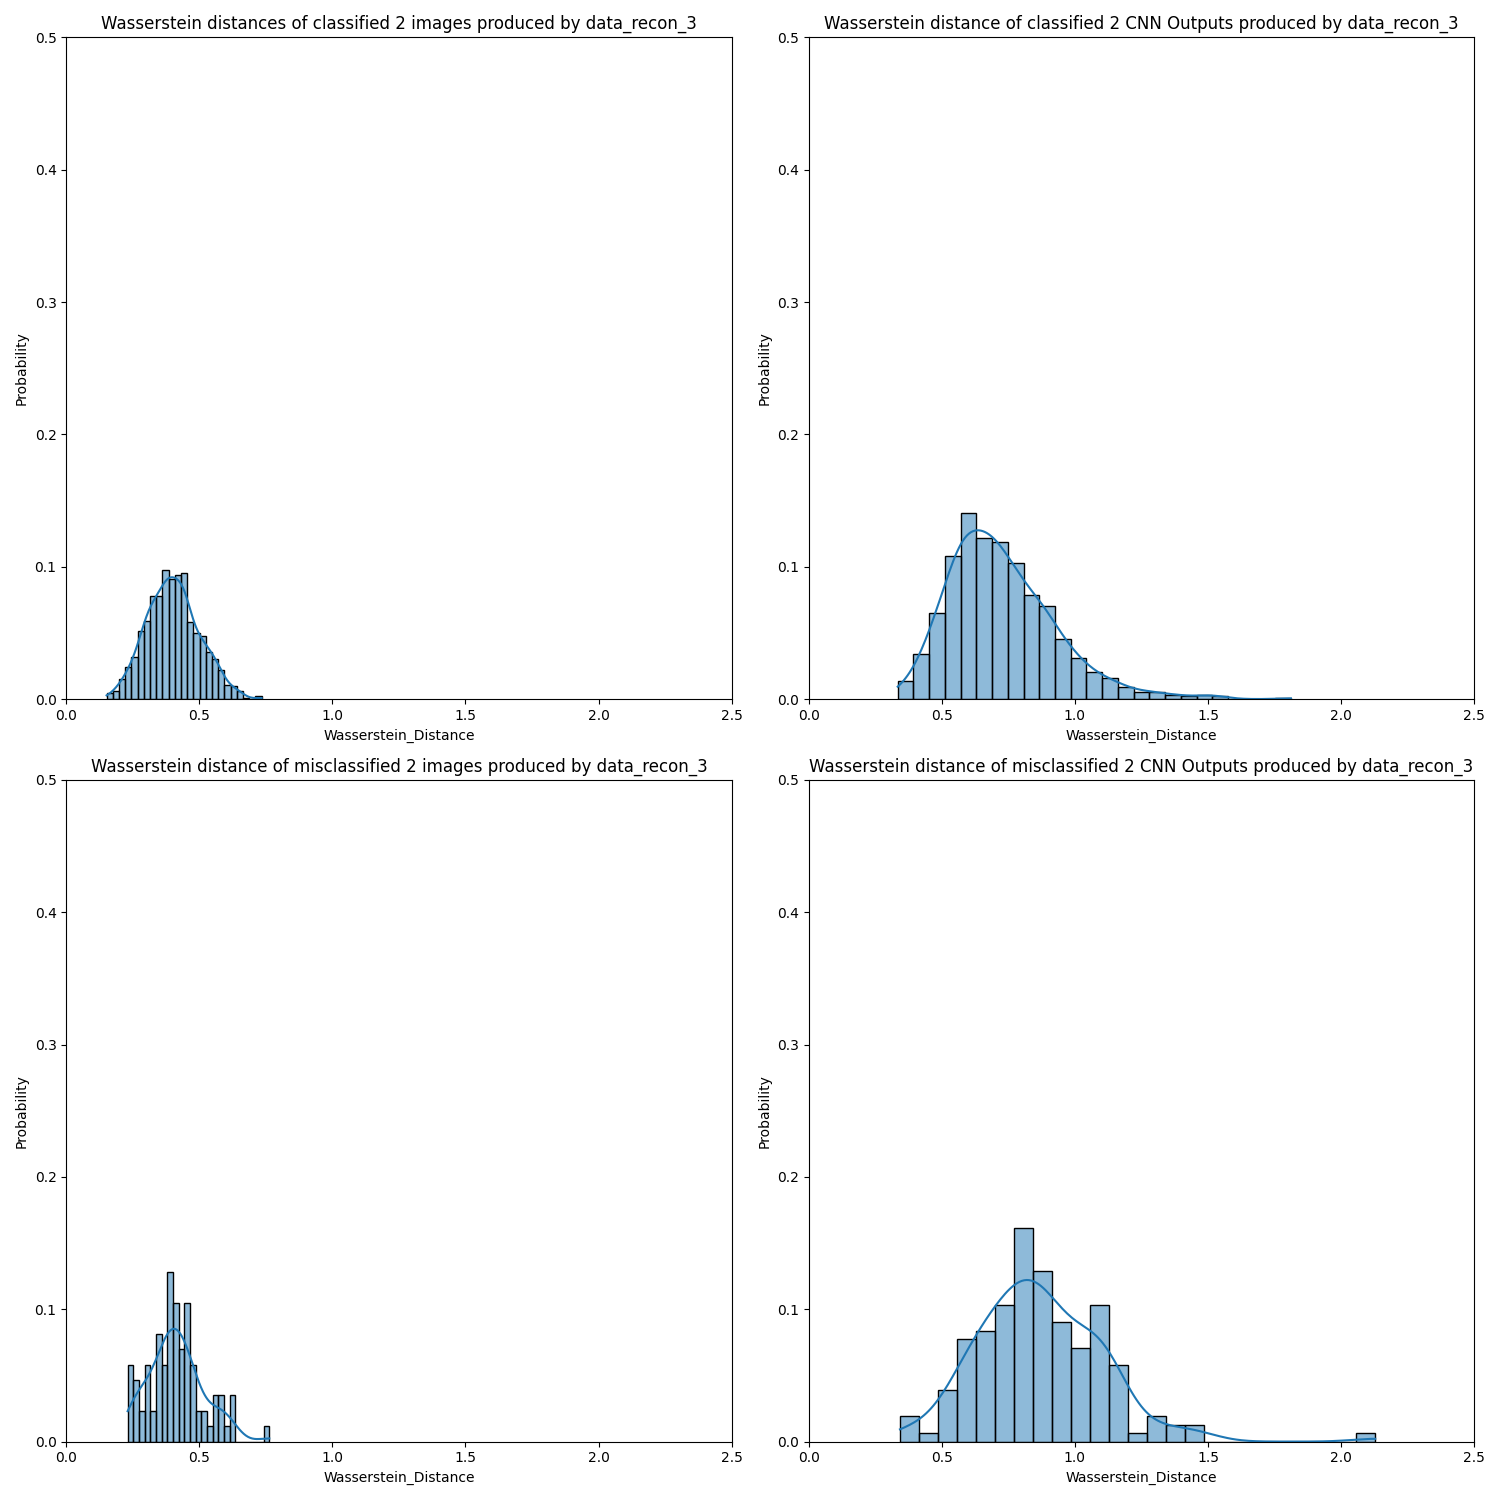 Wasserstein distances of classified 2 images produced by data_recon_3
0.5
0.4
0.3
0.2
0.1
0.0
Probability
0.0 0.5 1.0 1.5 2.0 2.5
Wasserstein_Distance
Wasserstein distance of classified 2 CNN Outputs produced by data_recon_3
0.5
0.4
0.3
0.2
0.1
0.0
Probability
0.0 0.5 1.0 1.5 2.0 2.5
Wasserstein_Distance
Wasserstein distance of misclassified 2 images produced by data_recon_3
0.5
0.4
0.3
0.2
0.1
0.0
Probability
0.0 0.5 1.0 1.5 2.0 2.5
Wasserstein_Distance
Wasserstein distance of misclassified 2 CNN Outputs produced by data_recon_3
0.5
0.4
0.3
0.2
0.1
0.0
Probability
0.0 0.5 1.0 1.5 2.0 2.5
Wasserstein_Distance